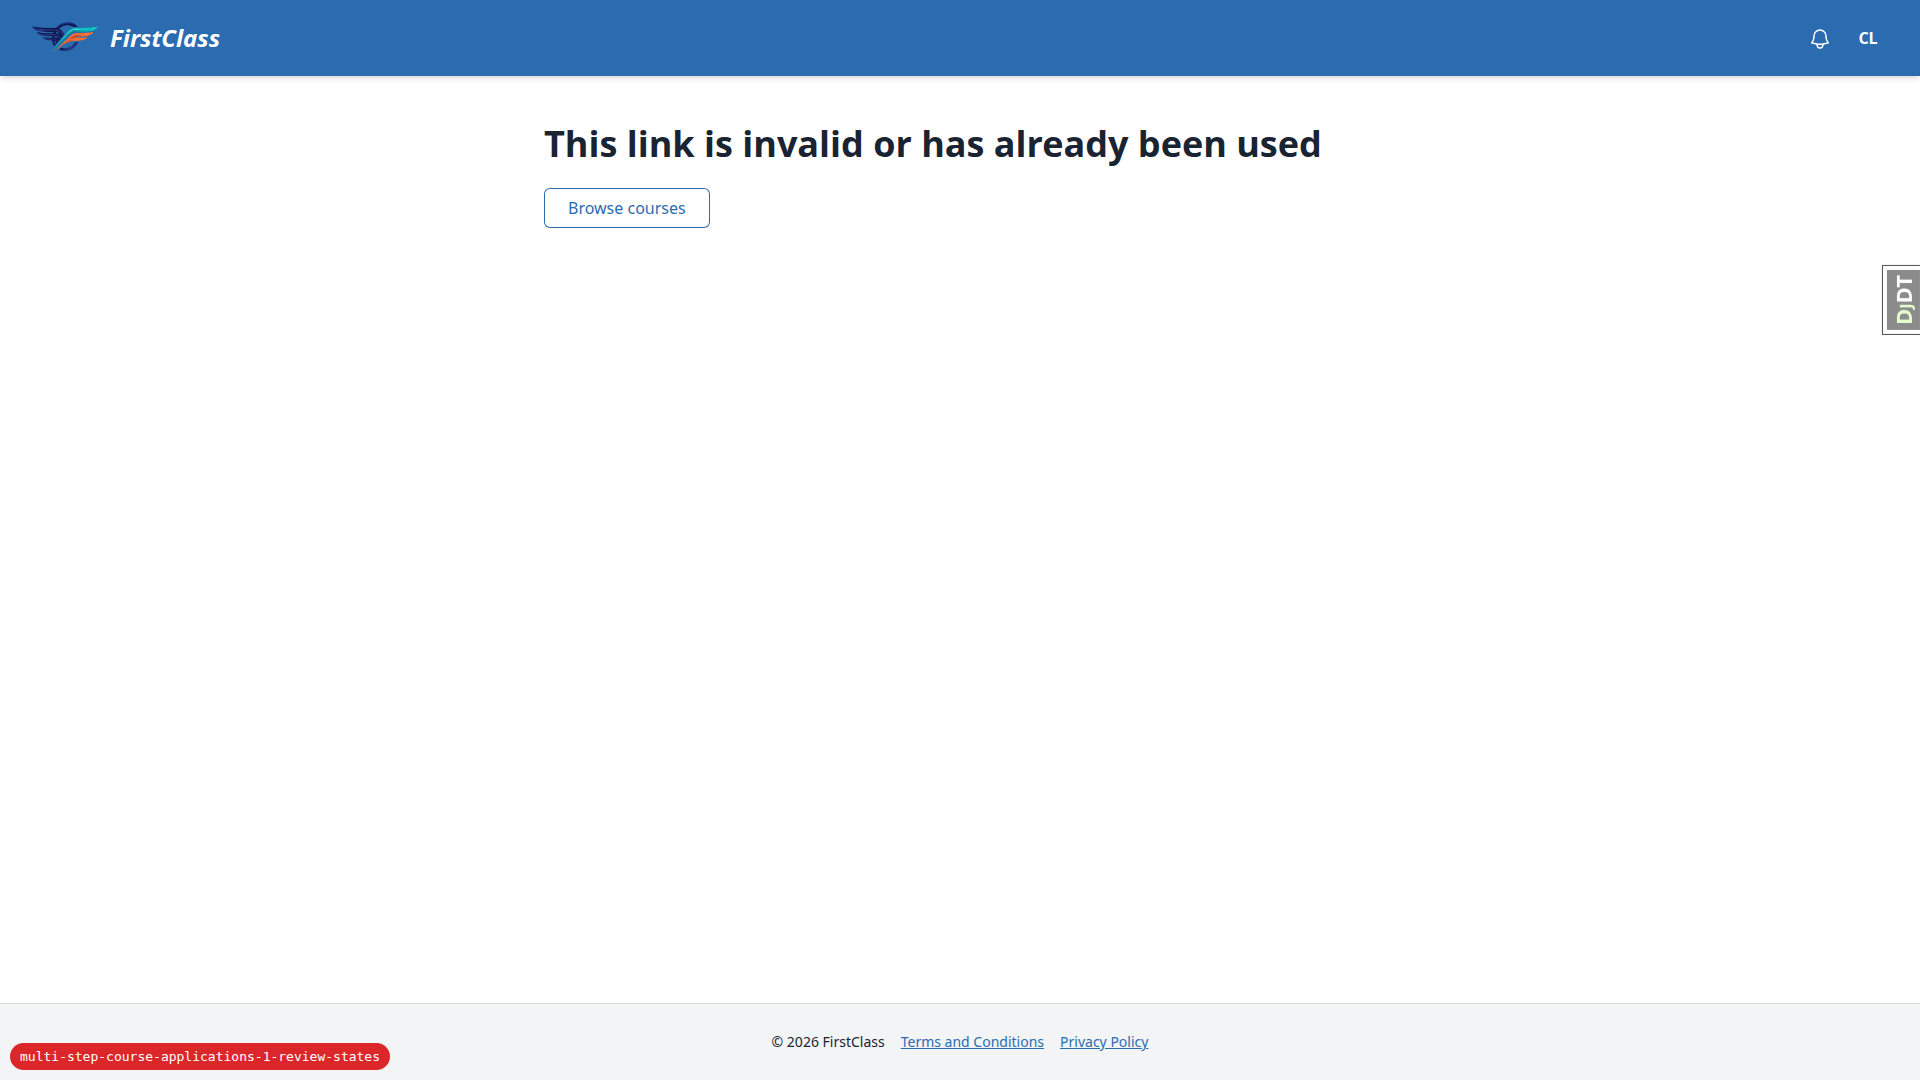 FirstClass
CL
This link is invalid or has already been used
Browse courses
DjDT
© 2026 FirstClass Terms and Conditions Privacy Policy
multi-step-course-applications-1-review-states